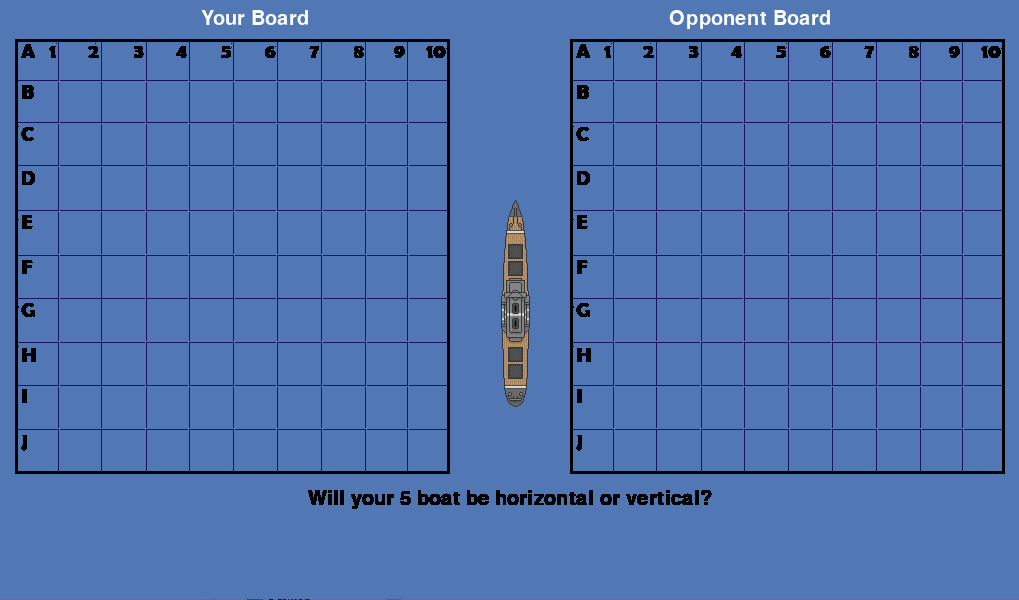 Your Board Opponent Board
A 1 2 3 4 5 6 7 8 9 10 A 1 2 3 4 5 6 7 8 9 10
B B
C C
D D
E E
F F
G G
H H
I I
J J
Will your 5 boat be horizontal or vertical?